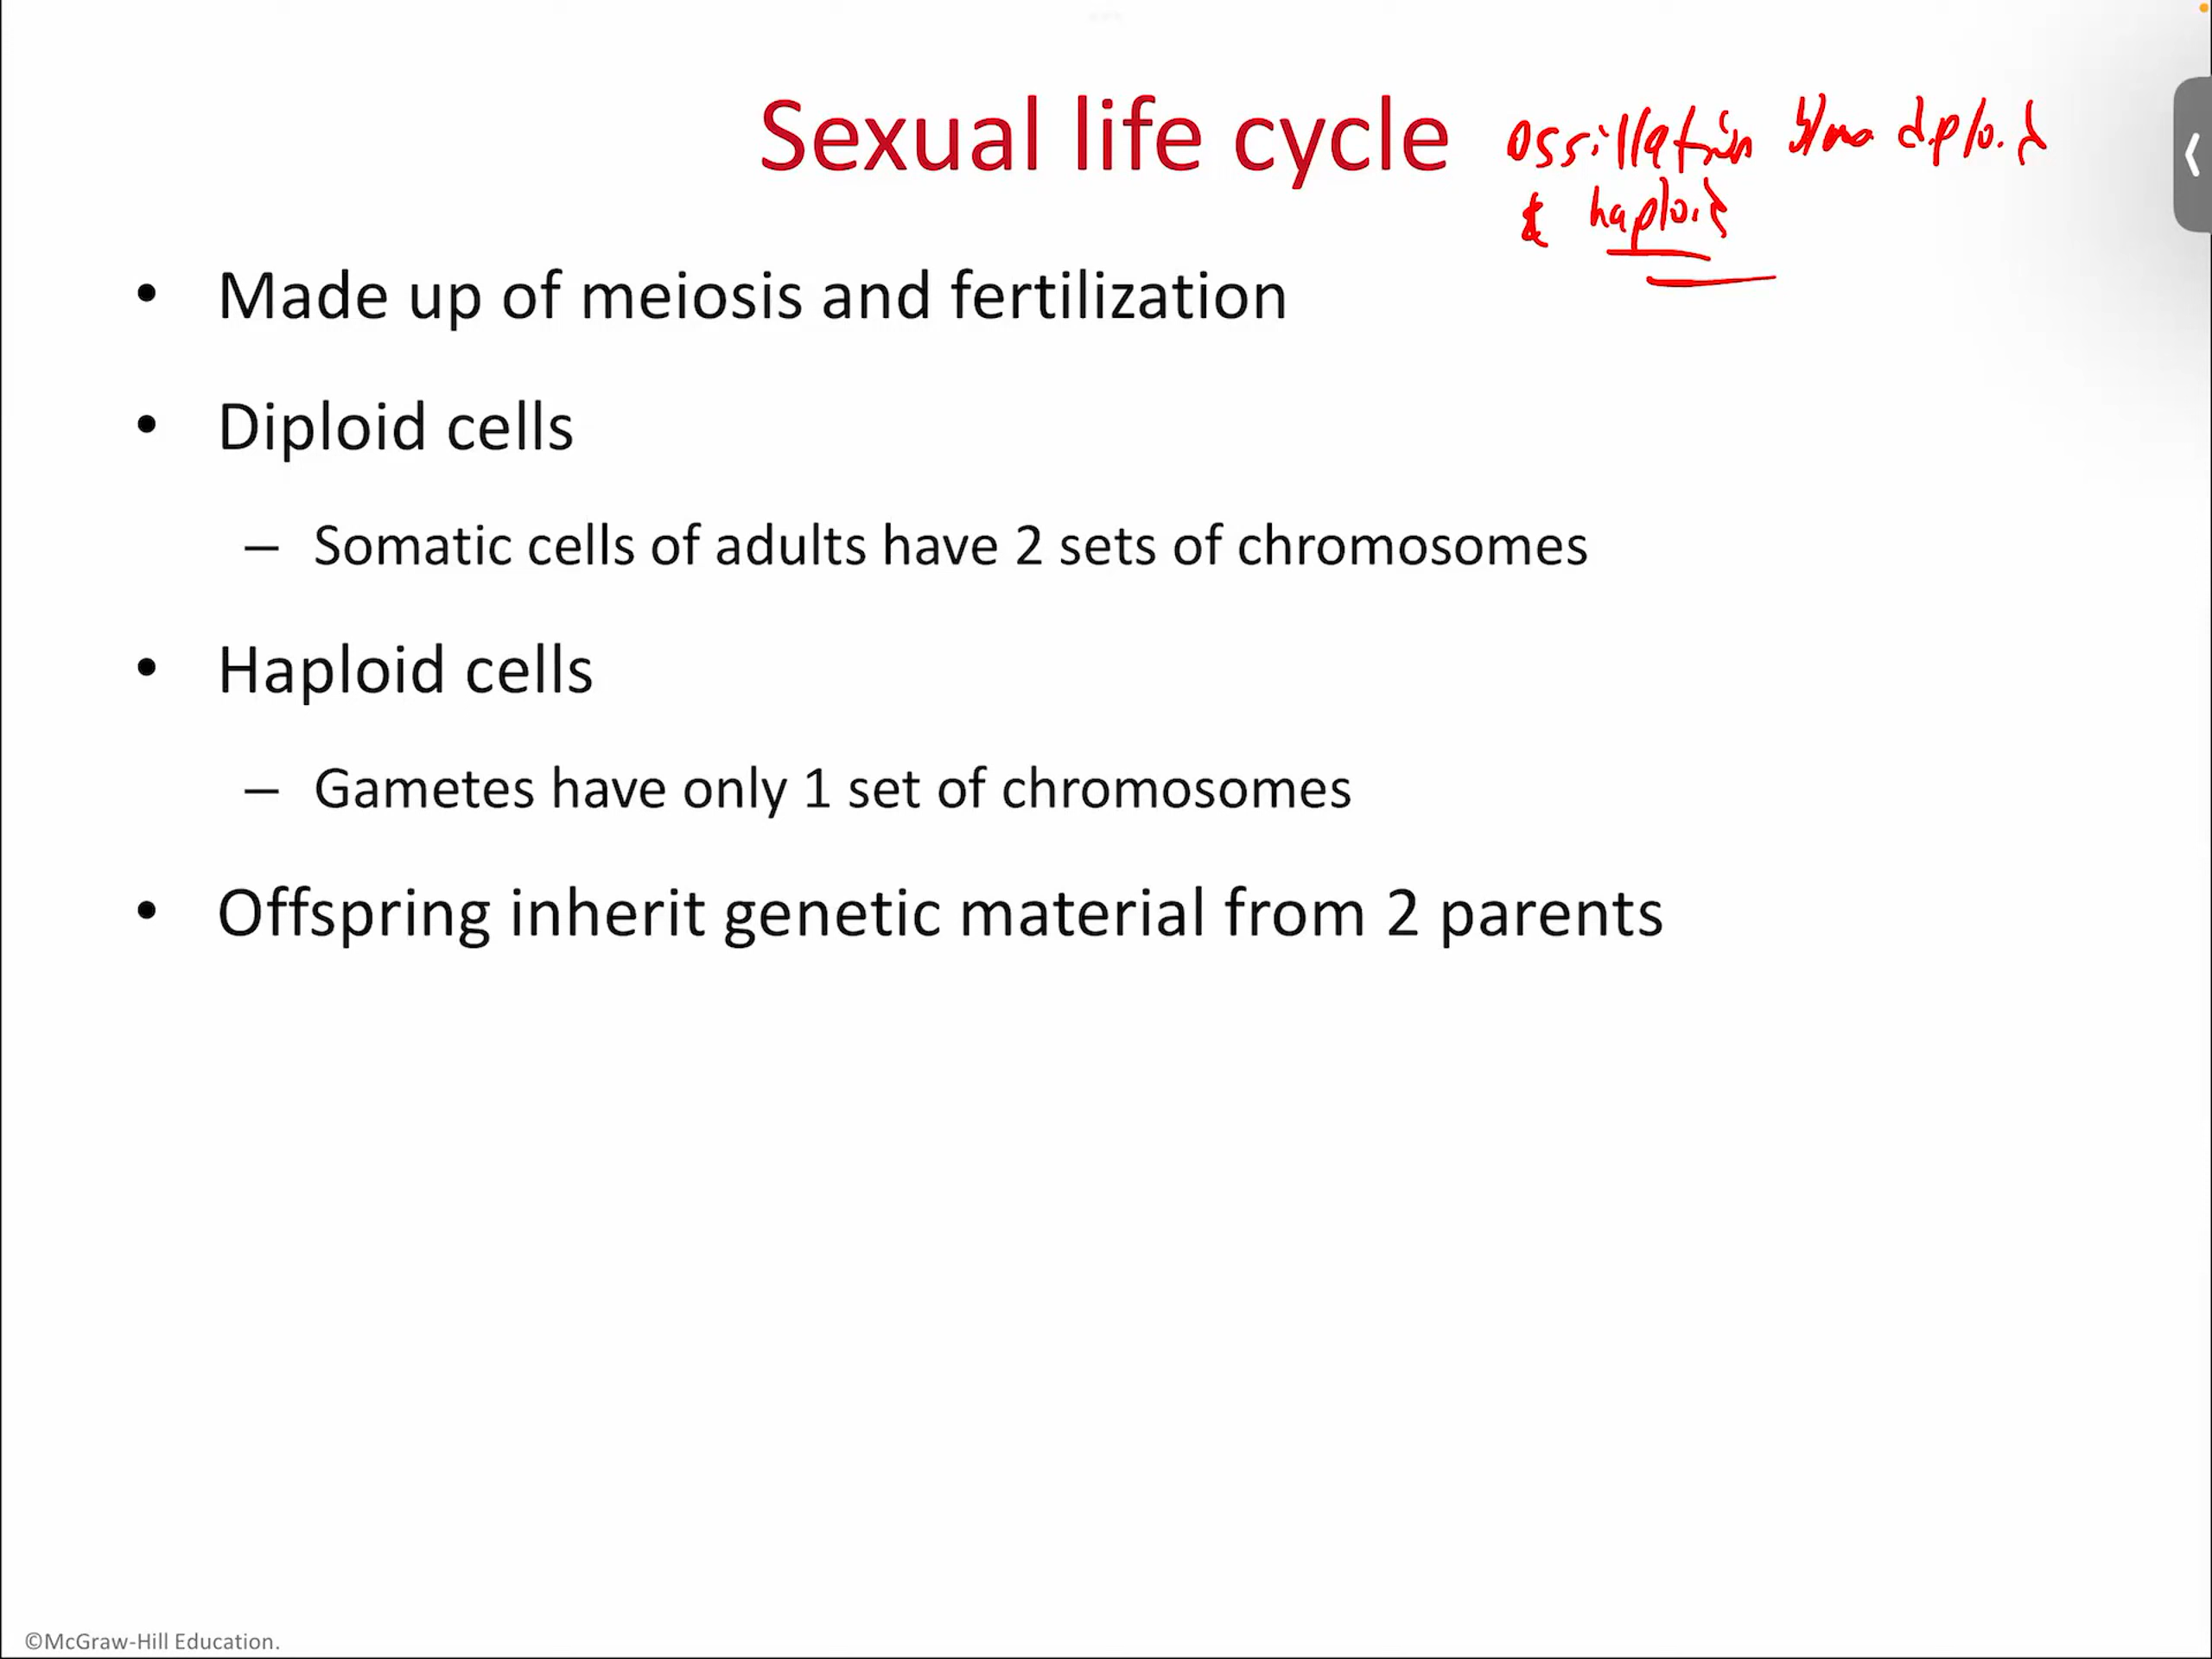 Sexual life cycle
ossillation diploid
& haploid
• Made up of meiosis and fertilization
• Diploid cells
– Somatic cells of adults have 2 sets of chromosomes
• Haploid cells
– Gametes have only 1 set of chromosomes
• Offspring inherit genetic material from 2 parents
©McGraw-Hill Education.